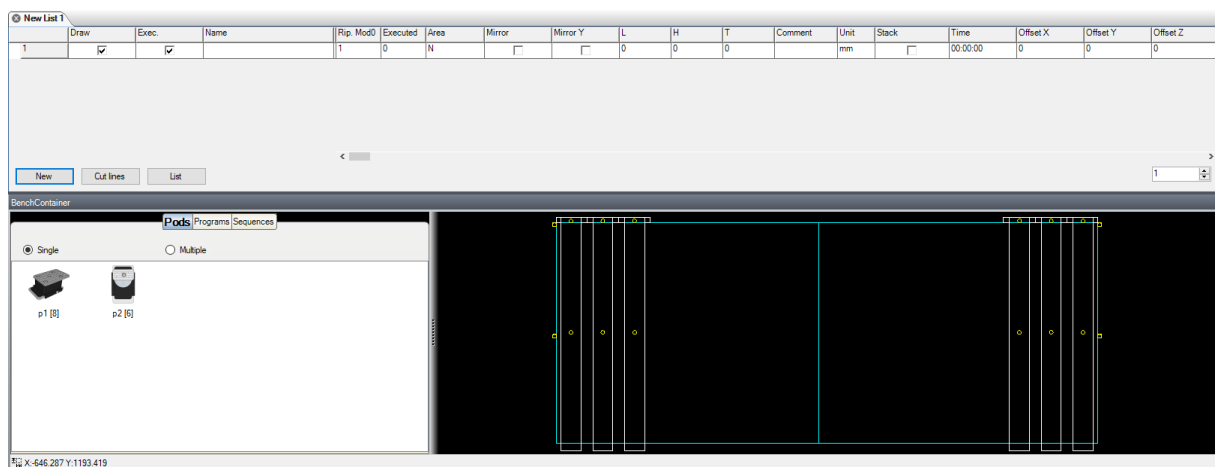 New List 1
Draw Exec. Name Rip. Mod0 Executed Area Mirror Mirror Y L H T Comment Unit Stack Time Offset X Offset Y Offset Z
1 1 0 N 0 0 0 mm 00:00:00 0 0 0
New Cut lines List 1
BenchContainer
Pods Programs Sequences
Single Multiple
p1 [8] p2 [6]
X:-646.287 Y:1193.419